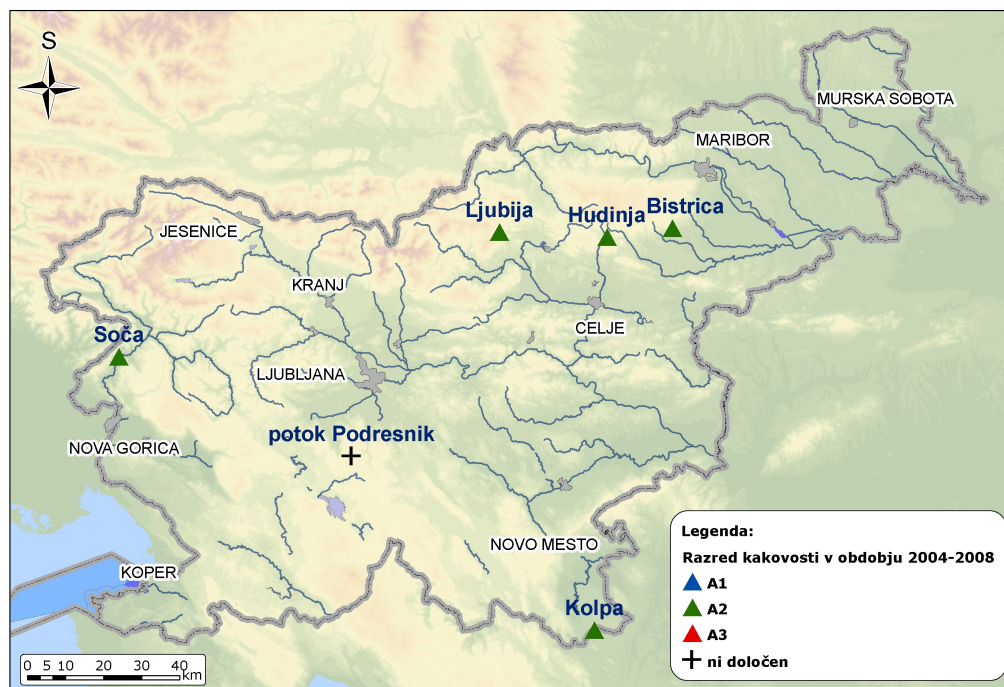 S
MURSKA SOBOTA
MARIBOR
Ljubija
Hudinja
Bistrica
JESENICE
KRANJ
Soča
CELJE
LJUBLJANA
potok Podresnik
NOVA GORICA
NOVO MESTO
KOPER
Kolpa
Legenda:
Razred kakovosti v obdobju 2004-2008
A1
A2
A3
ni določen
0 5 10 20 30 40
km